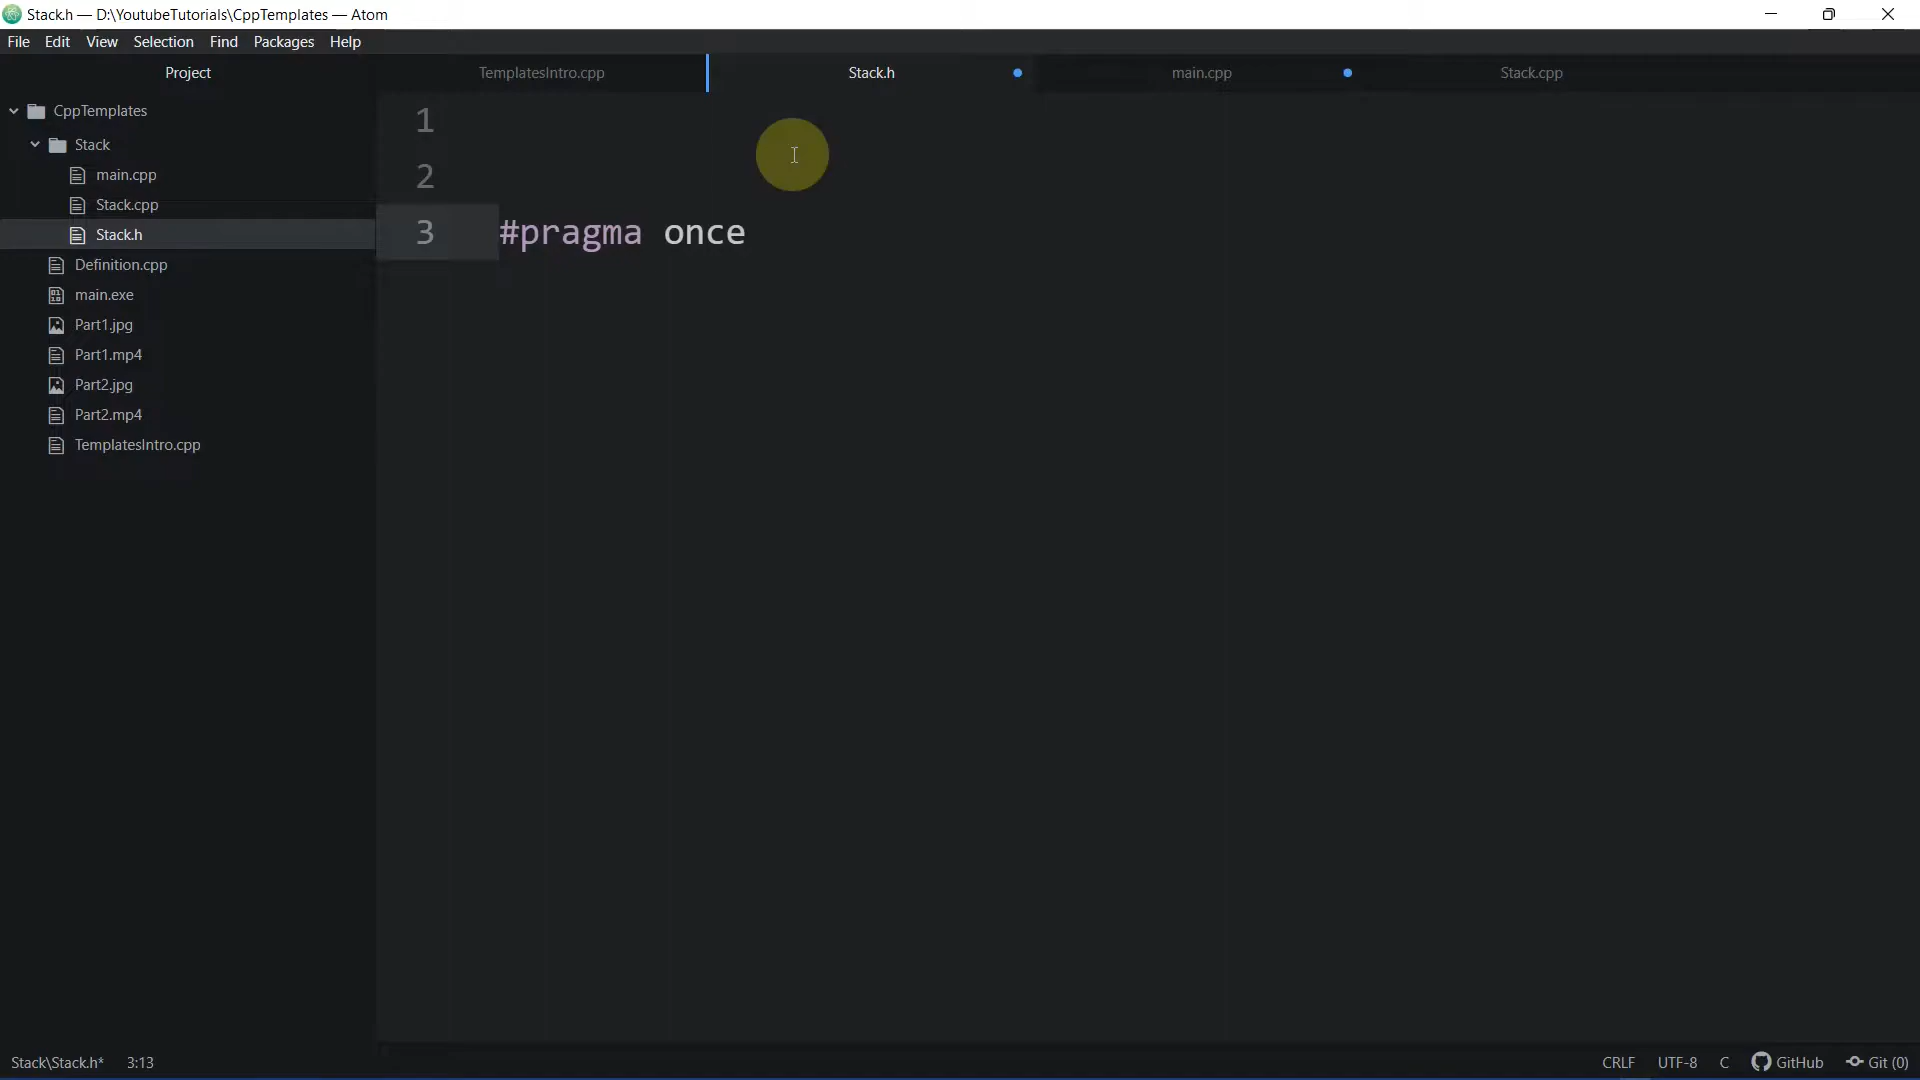 Stack.h — D:\YoutubeTutorials\CppTemplates — Atom
File Edit View Selection Find Packages Help
Project
TemplatesIntro.cpp Stack.h main.cpp Stack.cpp
CppTemplates
Stack
main.cpp
Stack.cpp
Stack.h
Definition.cpp
main.exe
Part1.jpg
Part1.mp4
Part2.jpg
Part2.mp4
TemplatesIntro.cpp
1
2
3 #pragma once
Stack\Stack.h* 3:13 CRLF UTF-8 C GitHub Git (0)